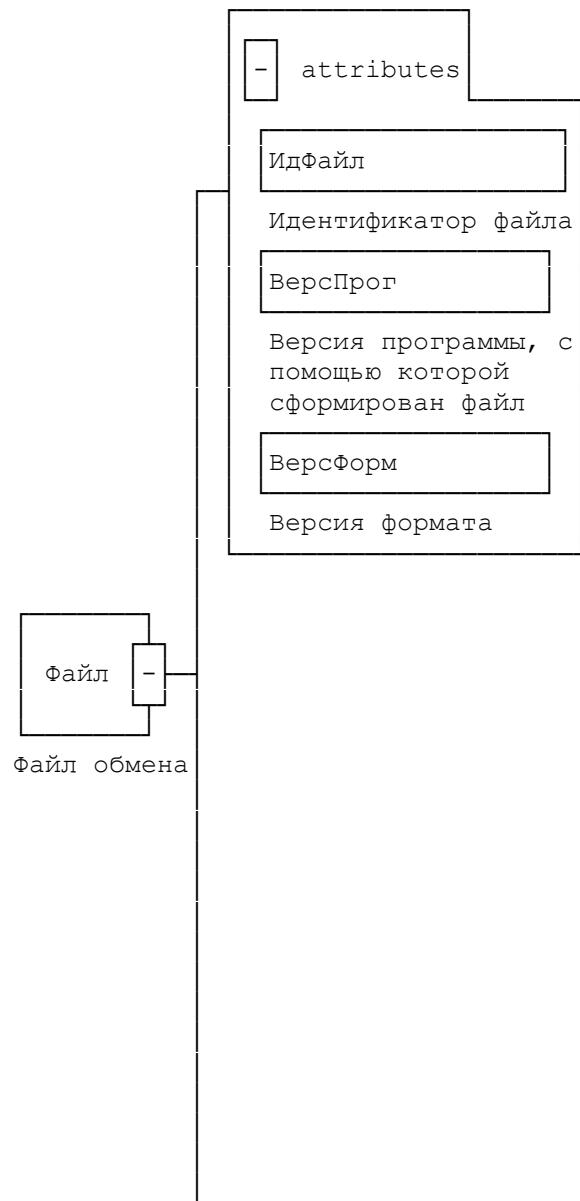 - attributes
ИдФайл
Идентификатор файла
ВерсПрог
Версия программы, с
помощью которой
сформирован файл
ВерсФорм
Версия формата
Файл -
Файл обмена